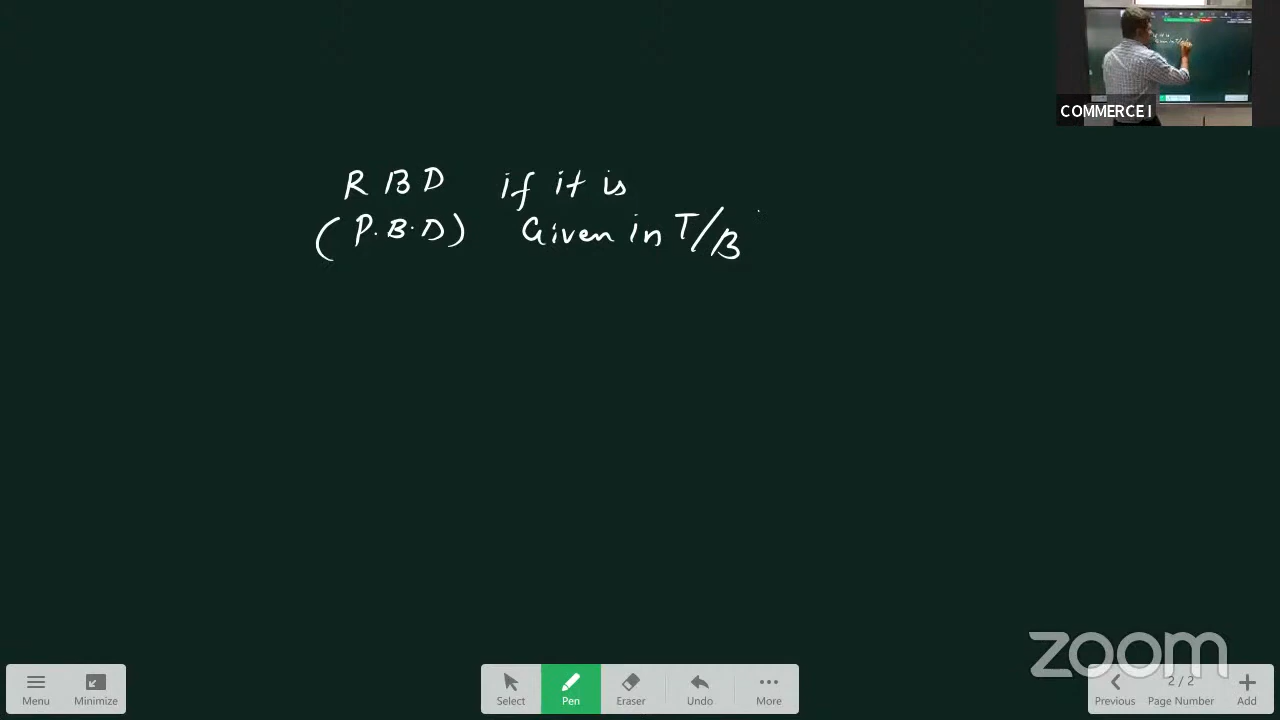 COMMERCE I
R B D if it is
(P.B.D) Given in T/B
zoom
Menu Minimize Select Pen Eraser Undo More Previous 2 / 2 Page Number Add